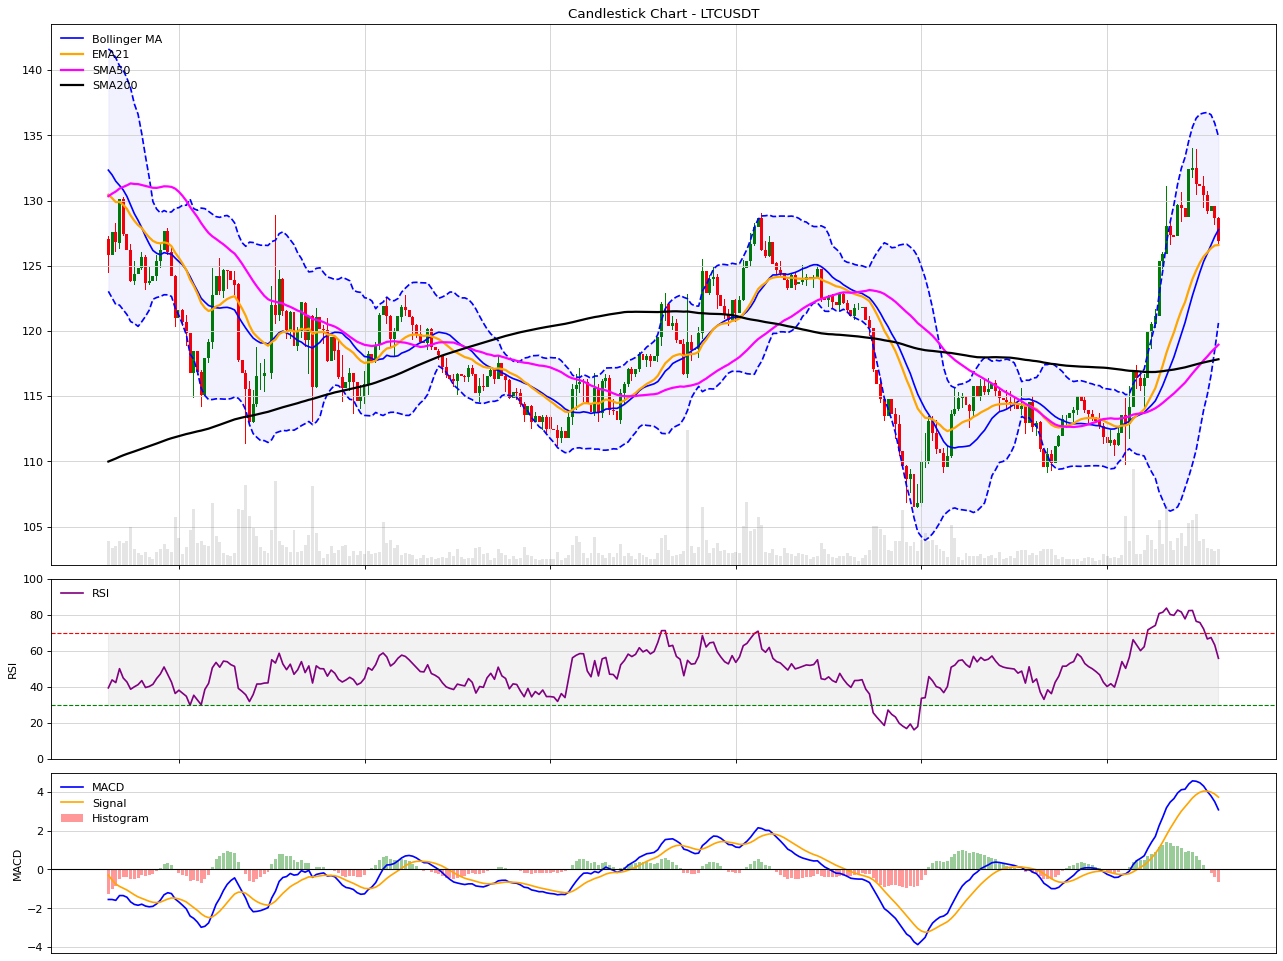 Candlestick Chart - LTCUSDT
Bollinger MA
EMA21
SMA50
SMA200
140
135
130
125
120
115
110
105
RSI
100
80
60
40
20
0
RSI
MACD
Signal
Histogram
4
2
0
−2
−4
MACD